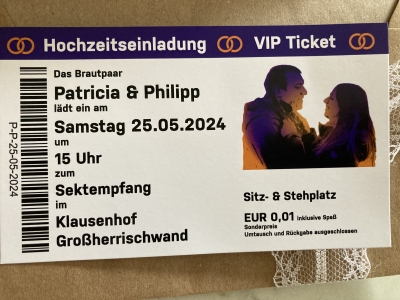 Hochzeitseinladung VIP Ticket
Das Brautpaar
Patricia & Philipp
lädt ein am
Samstag 25.05.2024
um
15 Uhr
zum
Sektempfang
im
Klausenhof
Großherrischwand
P-P-25-05-2024
Sitz- & Stehplatz
EUR 0,01 inklusive Spaß
Sonderpreis
Umtausch und Rückgabe ausgeschlossen